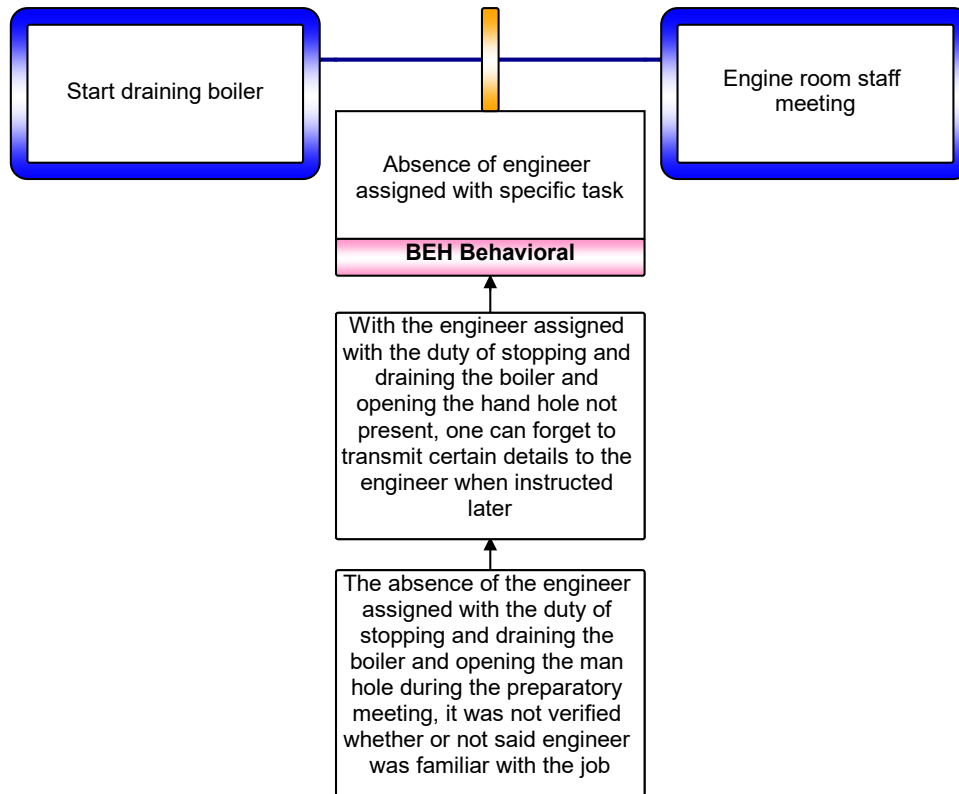 Start draining boiler
Engine room staff
meeting
Absence of engineer
assigned with specific task
BEH Behavioral
With the engineer assigned
with the duty of stopping and
draining the boiler and
opening the hand hole not
present, one can forget to
transmit certain details to the
engineer when instructed
later
The absence of the engineer
assigned with the duty of
stopping and draining the
boiler and opening the man
hole during the preparatory
meeting, it was not verified
whether or not said engineer
was familiar with the job